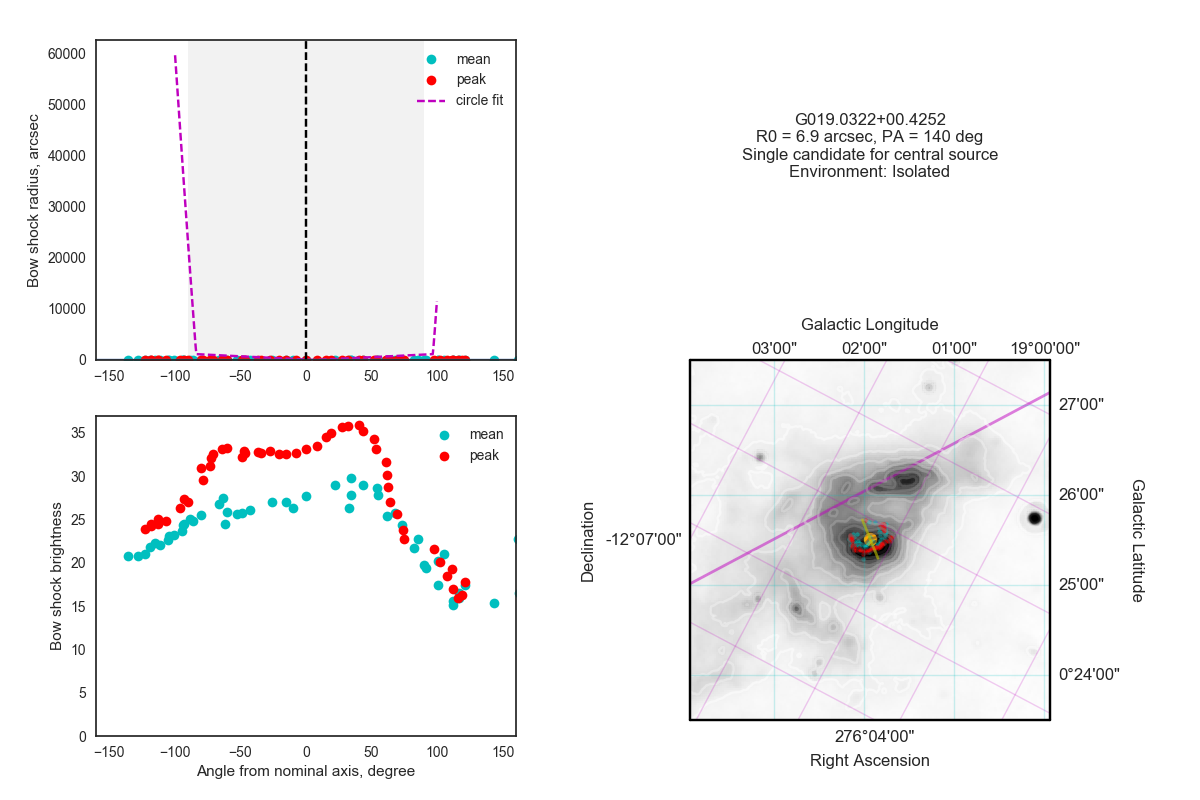 60000
50000
40000
30000
20000
10000
0
Bow shock radius, arcsec
−150 −100 −50 0 50 100 150
mean
peak
circle fit
35
30
25
20
15
10
5
0
Bow shock brightness
−150 −100 −50 0 50 100 150
Angle from nominal axis, degree
mean
peak
G019.0322+00.4252
R0 = 6.9 arcsec, PA = 140 deg
Single candidate for central source
Environment: Isolated
Galactic Longitude
03'00" 02'00" 01'00" 19°00'00"
27'00"
26'00"
25'00"
0°24'00"
Galactic Latitude
Declination
-12°07'00"
276°04'00"
Right Ascension